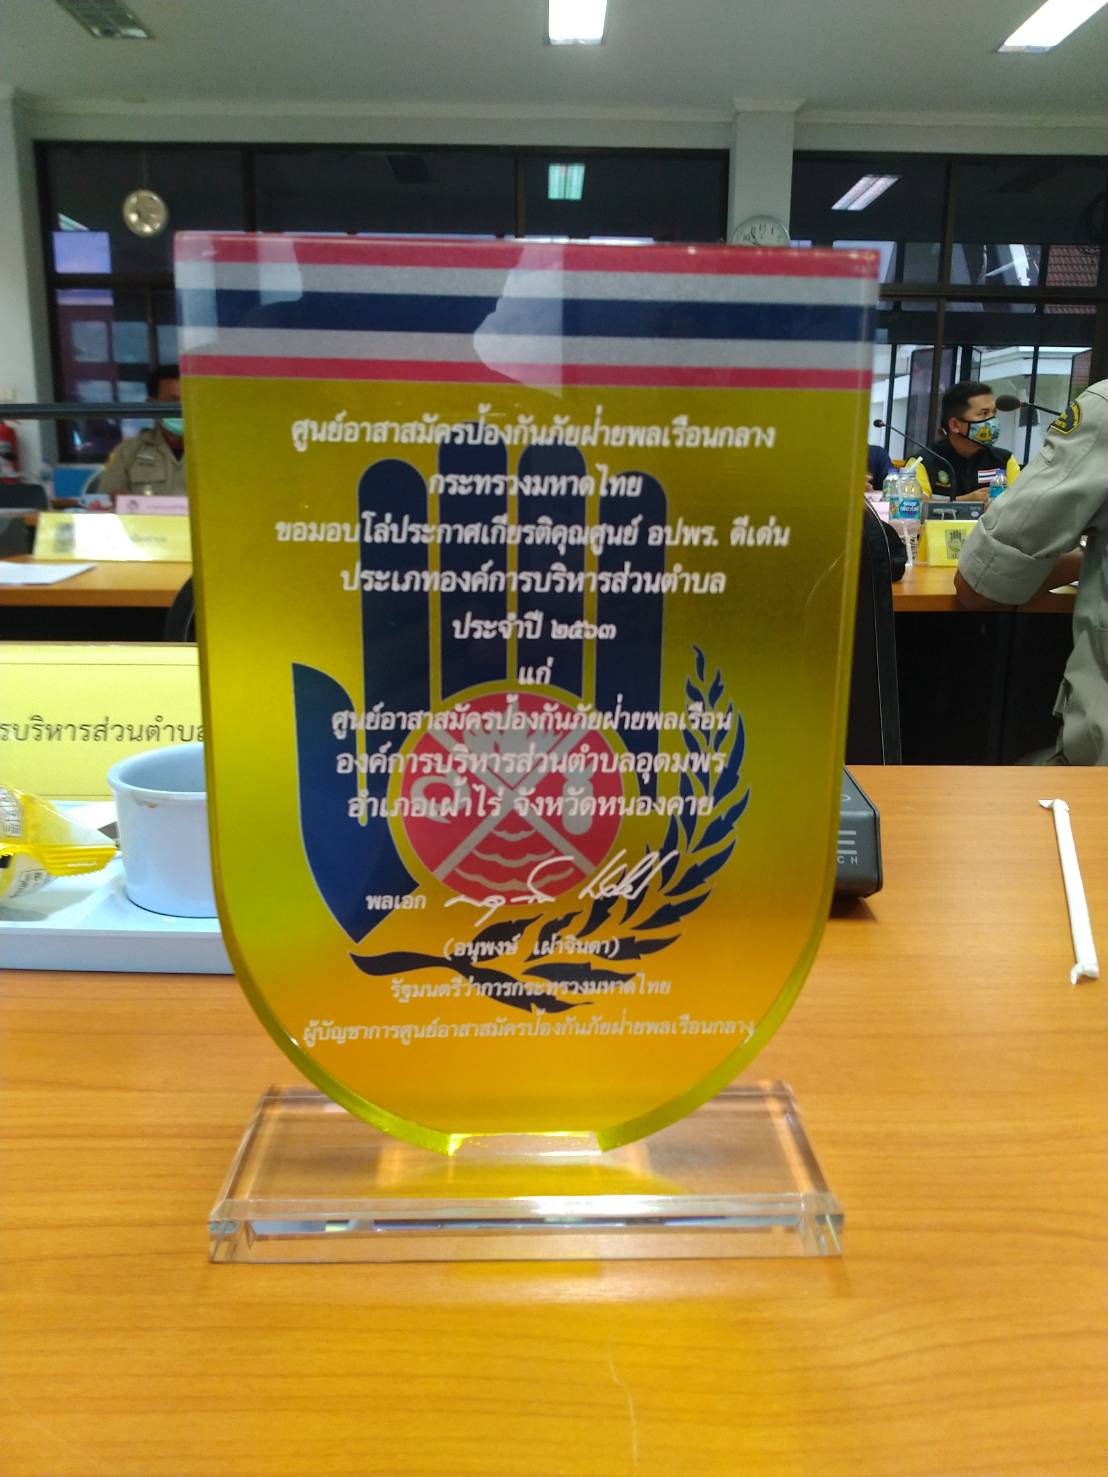 ศูนย์อาสาสมัครป้องกันภัยฝ่ายพลเรือนกลาง
กระทรวงมหาดไทย
ขอมอบโล่ประกาศเกียรติคุณศูนย์ อปพร. ดีเด่น
ประเภทองค์การบริหารส่วนตำบล
ประจำปี ๒๕๖๓
แก่
ศูนย์อาสาสมัครป้องกันภัยฝ่ายพลเรือน
องค์การบริหารส่วนตำบลอุดมพร
อำเภอเฝ้าไร่ จังหวัดหนองคาย
พลเอก
(อนุพงษ์ เผ่าจินดา)
รัฐมนตรีว่าการกระทรวงมหาดไทย
ผู้บัญชาการศูนย์อาสาสมัครป้องกันภัยฝ่ายพลเรือนกลาง
รบริหารส่วนตำบล